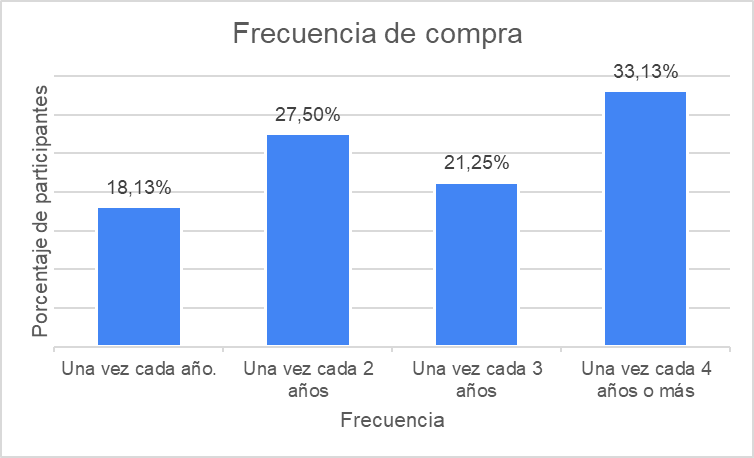 Frecuencia de compra
Porcentaje de participantes
33,13%
27,50%
21,25%
18,13%
Una vez cada año.
Una vez cada 2
años
Una vez cada 3
años
Una vez cada 4
años o más
Frecuencia